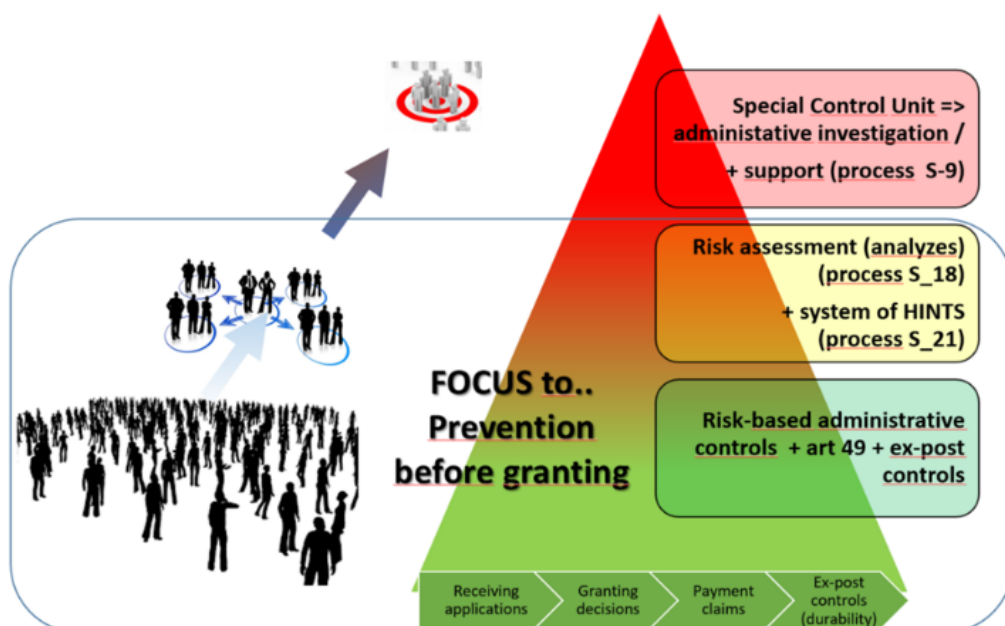 Special Control Unit =>
administative investigation /
+ support (process S-9)
Risk assessment (analyzes)
(process S_18)
+ system of HINTS
(process S_21)
FOCUS to..
Prevention
before granting
Risk-based administrative
controls + art 49 + ex-post
controls
Receiving
applications
Granting
decisions
Payment
claims
Ex-post
controls
(durability)